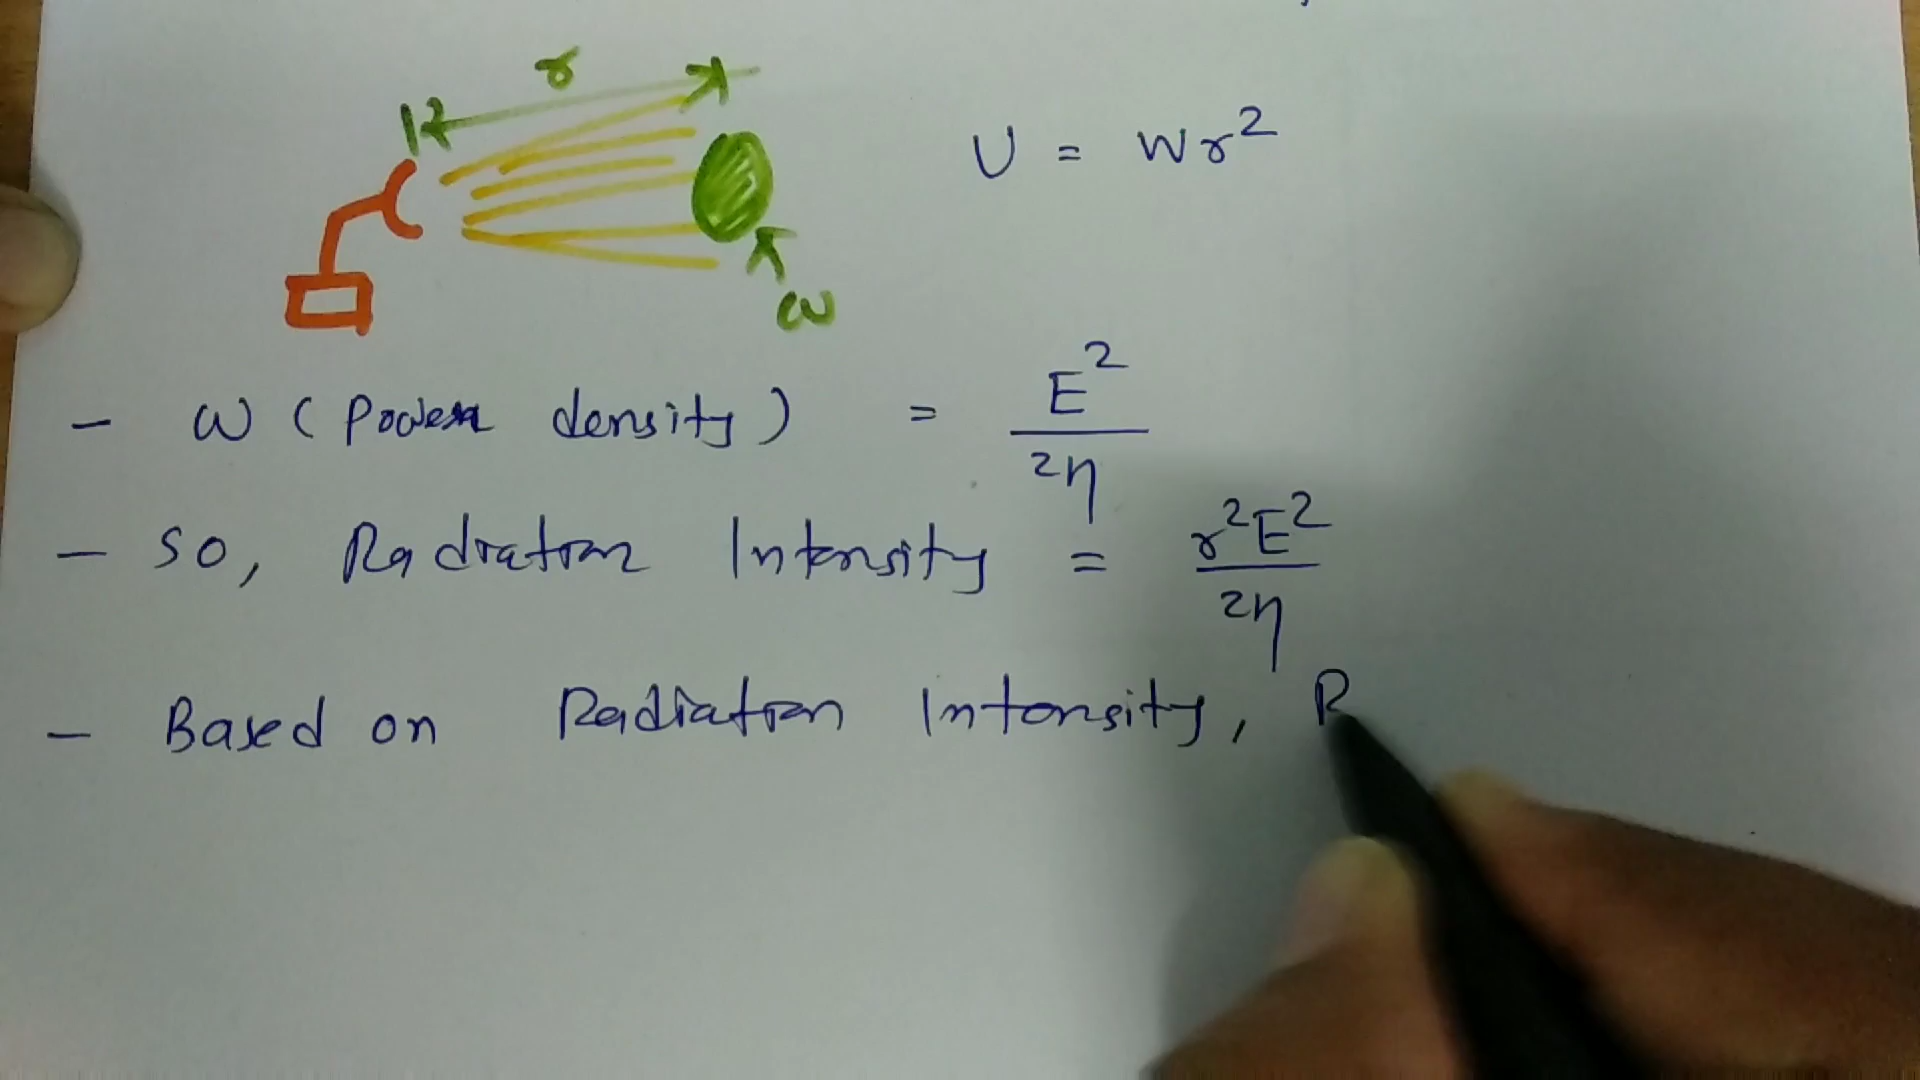 r
U = Wr²
ω
- ω (Power density) = E² / 2η
- SO, Radiation Intensity = r²E² / 2η
- Based on Radiation Intensity, R